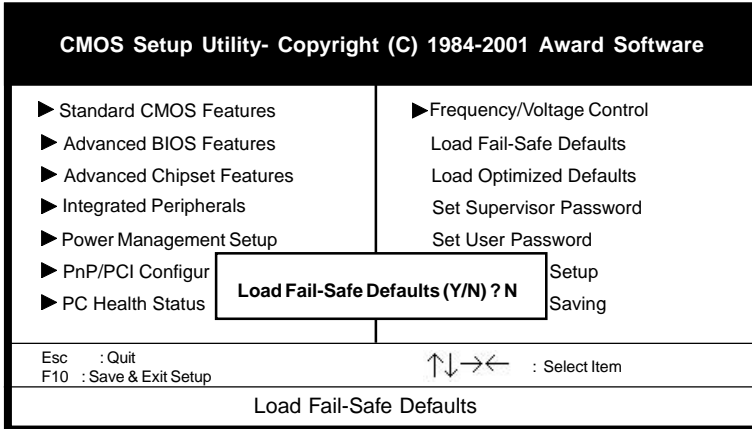 CMOS Setup Utility- Copyright (C) 1984-2001 Award Software
Standard CMOS Features
Advanced BIOS Features
Advanced Chipset Features
Integrated Peripherals
Power Management Setup
PnP/PCI Configur
PC Health Status
Frequency/Voltage Control
Load Fail-Safe Defaults
Load Optimized Defaults
Set Supervisor Password
Set User Password
Setup
Saving
Load Fail-Safe Defaults (Y/N) ? N
Esc : Quit
F10 : Save & Exit Setup
↑↓→← : Select Item
Load Fail-Safe Defaults